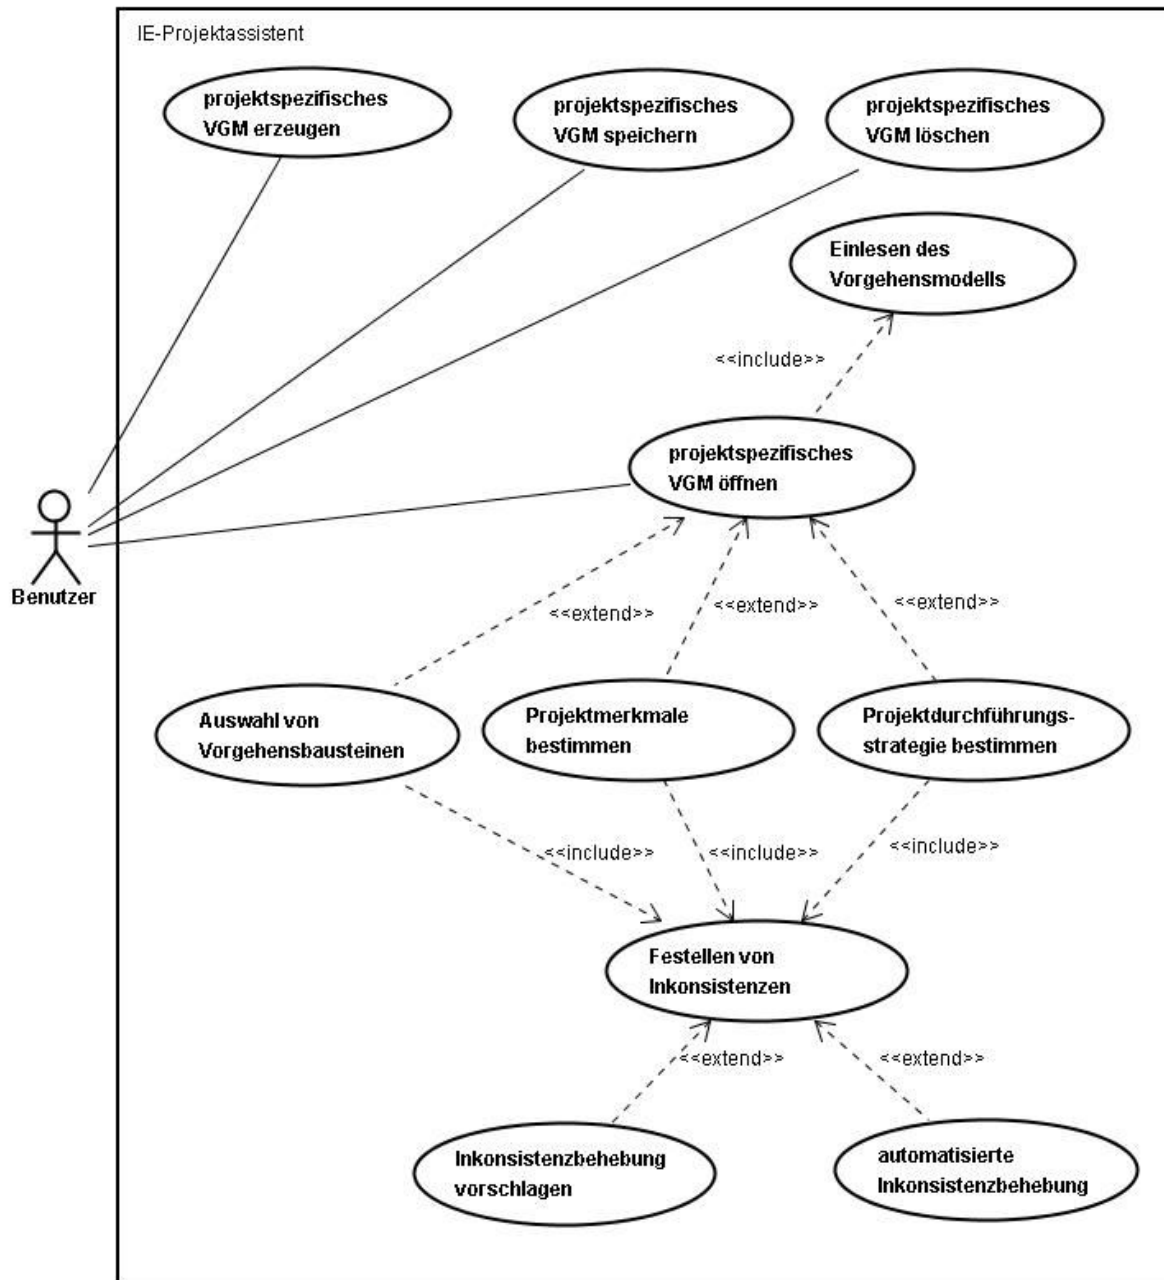 IE-Projektassistent
projektspezifisches
VGM erzeugen
projektspezifisches
VGM speichern
projektspezifisches
VGM löschen
Einlesen des
Vorgehensmodells
<<include>>
projektspezifisches
VGM öffnen
Benutzer
<<extend>>
<<extend>>
<<extend>>
Auswahl von
Vorgehensbausteinen
Projektmerkmale
bestimmen
Projektdurchführungs-
strategie bestimmen
<<include>>
<<include>>
<<include>>
Festellen von
Inkonsistenzen
<<extend>>
<<extend>>
Inkonsistenzbehebung
vorschlagen
automatisierte
Inkonsistenzbehebung